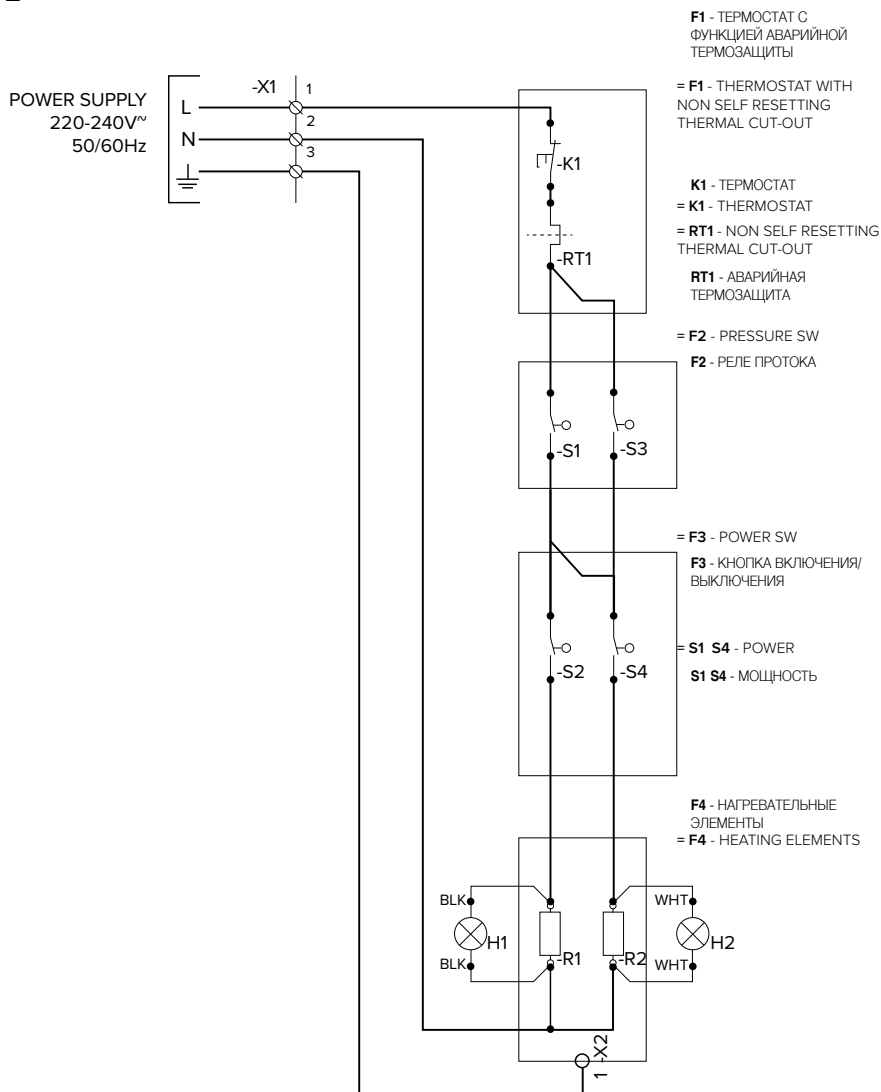 F1 - ТЕРМОСТАТ С
ФУНКЦИЕЙ АВАРИЙНОЙ
ТЕРМОЗАЩИТЫ
= F1 - THERMOSTAT WITH
NON SELF RESETTING
THERMAL CUT-OUT
POWER SUPPLY
220-240V~
50/60Hz
L
N
-X1
1
2
3
-K1
K1 - ТЕРМОСТАТ
= K1 - THERMOSTAT
= RT1 - NON SELF RESETTING
THERMAL CUT-OUT
-RT1
RT1 - АВАРИЙНАЯ
ТЕРМОЗАЩИТА
= F2 - PRESSURE SW
F2 - РЕЛЕ ПРОТОКА
-S1
-S3
= F3 - POWER SW
F3 - КНОПКА ВКЛЮЧЕНИЯ/
ВЫКЛЮЧЕНИЯ
-S2
-S4
= S1 S4 - POWER
S1 S4 - МОЩНОСТЬ
F4 - НАГРЕВАТЕЛЬНЫЕ
ЭЛЕМЕНТЫ
= F4 - HEATING ELEMENTS
BLK
WHT
H1
H2
-R1
-R2
BLK
WHT
1 -X2